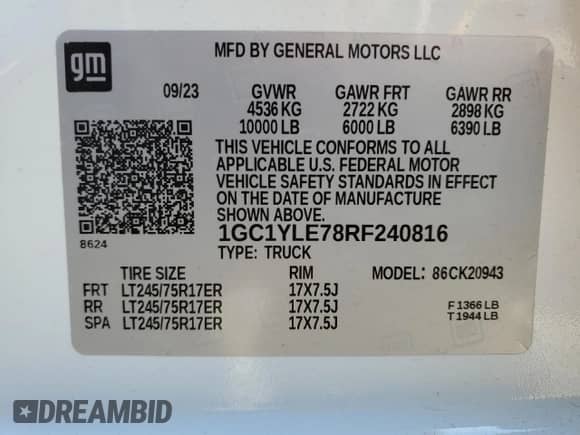 gm
MFD BY GENERAL MOTORS LLC
09/23 GVWR GAWR FRT GAWR RR
4536 KG 2722 KG 2898 KG
10000 LB 6000 LB 6390 LB
THIS VEHICLE CONFORMS TO ALL
APPLICABLE U.S. FEDERAL MOTOR
VEHICLE SAFETY STANDARDS IN EFFECT
ON THE DATE OF MANUFACTURE
SHOWN ABOVE.
8624
1GC1YLE78RF240816
TYPE: TRUCK
TIRE SIZE RIM MODEL: 86CK20943
FRT LT245/75R17ER 17X7.5J
RR LT245/75R17ER 17X7.5J F 1366 LB
SPA LT245/75R17ER 17X7.5J T 1944 LB
DREAMBID